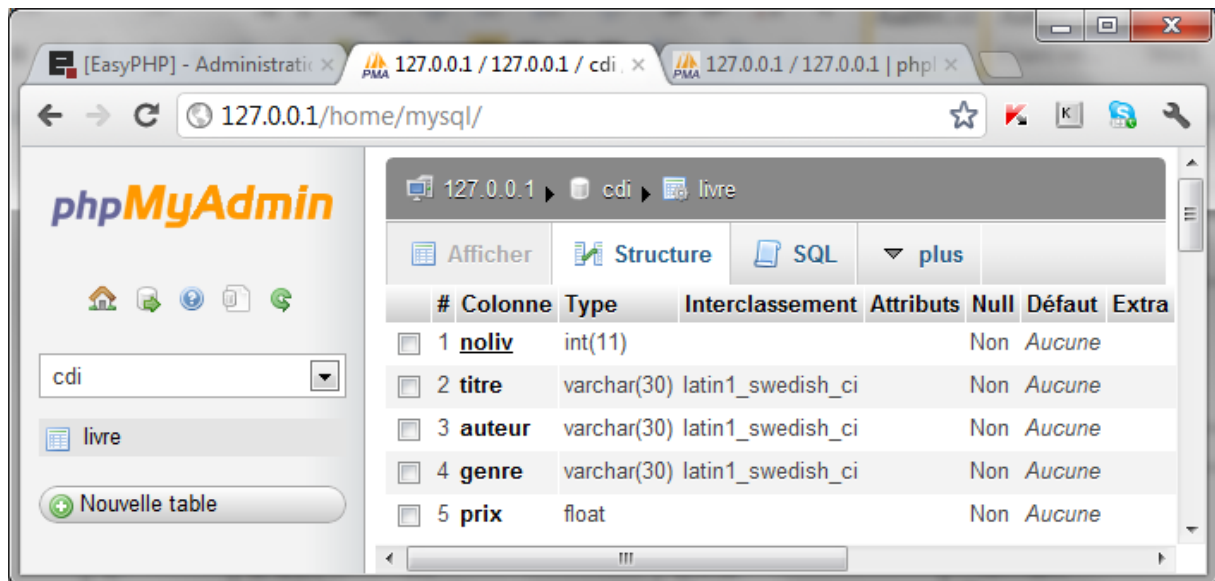 [EasyPHP] - Administrati
127.0.0.1 / 127.0.0.1 / cdi
127.0.0.1 / 127.0.0.1 | phpl
127.0.0.1/home/mysql/
phpMyAdmin
cdi
livre
Nouvelle table
127.0.0.1 cdi livre
Afficher Structure SQL plus
# Colonne Type Interclassement Attributs Null Défaut Extra
1 noliv int(11) Non Aucune
2 titre varchar(30) latin1_swedish_ci Non Aucune
3 auteur varchar(30) latin1_swedish_ci Non Aucune
4 genre varchar(30) latin1_swedish_ci Non Aucune
5 prix float Non Aucune